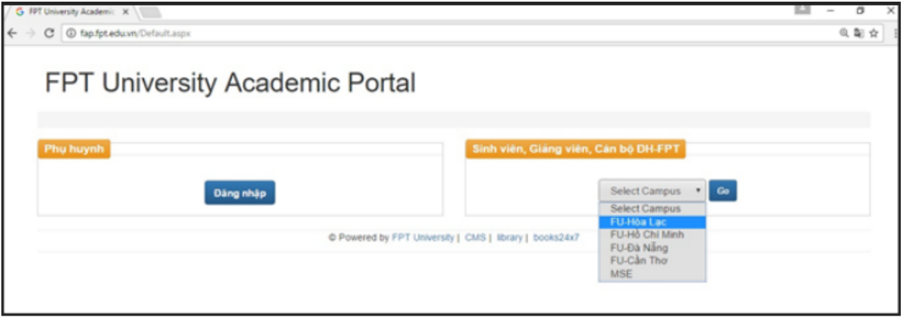 FPT University Academic
fap.fpt.edu.vn/Default.aspx
FPT University Academic Portal
Phụ huynh
Đăng nhập
Sinh viên, Giảng viên, Cán bộ ĐH-FPT
Select Campus
Go
Select Campus
FU-Hòa Lạc
FU-Hồ Chí Minh
FU-Đà Nẵng
FU-Cần Thơ
MSE
© Powered by FPT University | CMS | library | books24x7